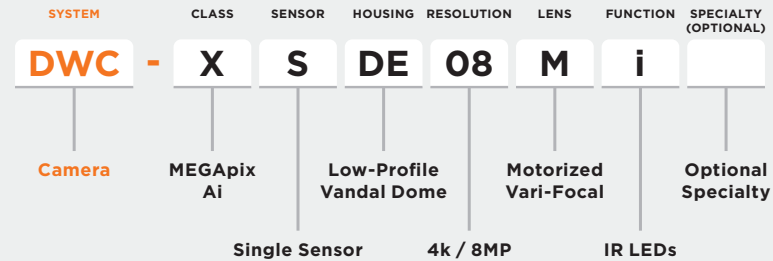 SYSTEM CLASS SENSOR HOUSING RESOLUTION LENS FUNCTION SPECIALTY
(OPTIONAL)
DWC - X S DE 08 M i
Camera MEGApix Low-Profile Motorized Optional
Ai Vandal Dome Vari-Focal Specialty
Single Sensor 4k / 8MP IR LEDs